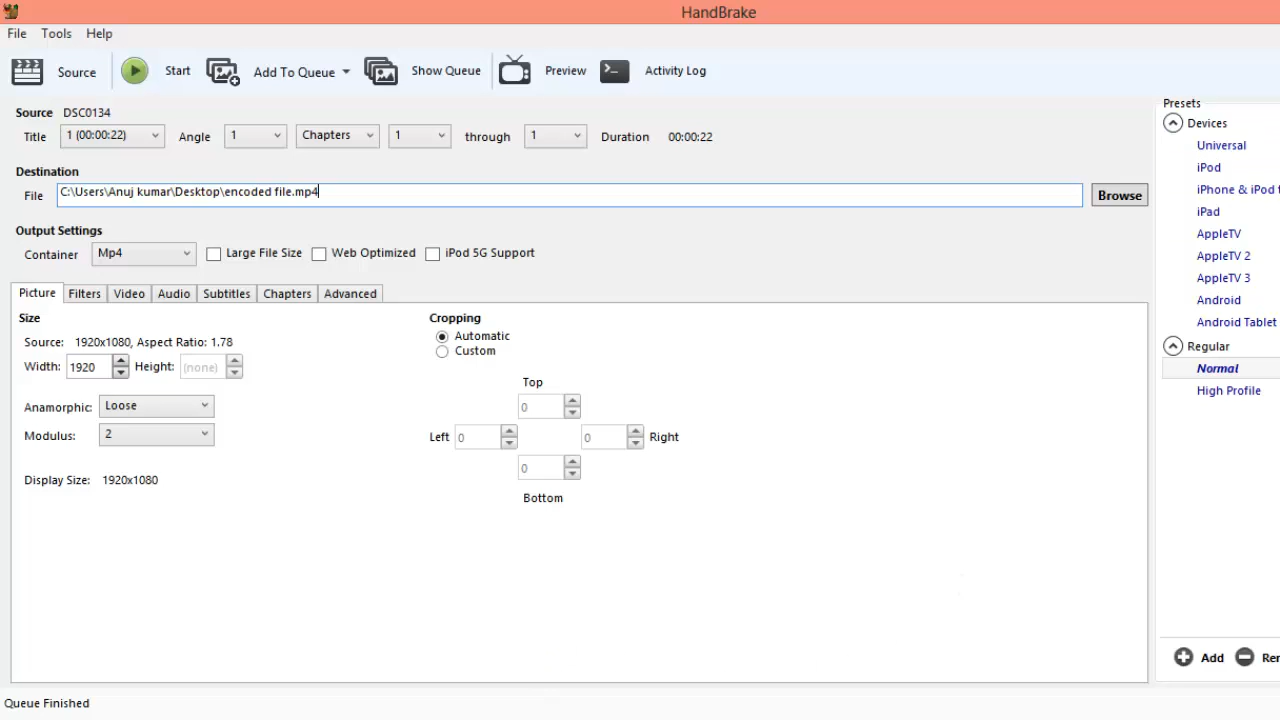 HandBrake
File Tools Help
Source Start Add To Queue Show Queue Preview Activity Log
Source DSC0134
Title 1 (00:00:22) Angle 1 Chapters 1 through 1 Duration 00:00:22
Destination
File C:\Users\Anuj kumar\Desktop\encoded file.mp4 Browse
Output Settings
Container Mp4 Large File Size Web Optimized iPod 5G Support
Picture Filters Video Audio Subtitles Chapters Advanced
Size
Source: 1920x1080, Aspect Ratio: 1.78
Width: 1920 Height: (none)
Anamorphic: Loose
Modulus: 2
Display Size: 1920x1080
Cropping
Automatic
Custom
Top
0
Left 0 0 Right
0
Bottom
Presets
Devices
Universal
iPod
iPhone & iPod t
iPad
AppleTV
AppleTV 2
AppleTV 3
Android
Android Tablet
Regular
Normal
High Profile
Add Rer
Queue Finished